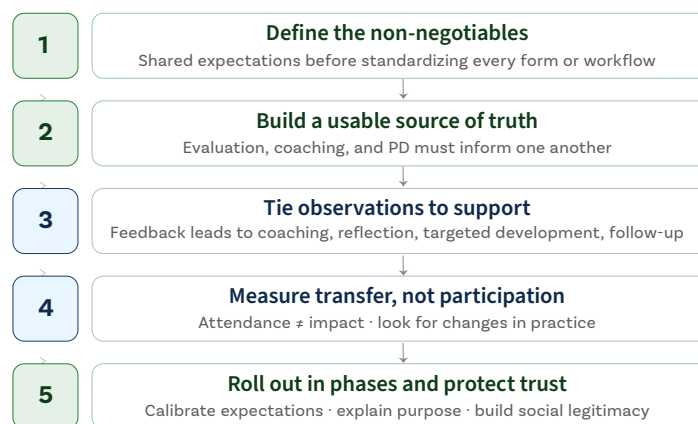 1
Define the non-negotiables
Shared expectations before standardizing every form or workflow
2
Build a usable source of truth
Evaluation, coaching, and PD must inform one another
3
Tie observations to support
Feedback leads to coaching, reflection, targeted development, follow-up
4
Measure transfer, not participation
Attendance ≠ impact · look for changes in practice
5
Roll out in phases and protect trust
Calibrate expectations · explain purpose · build social legitimacy